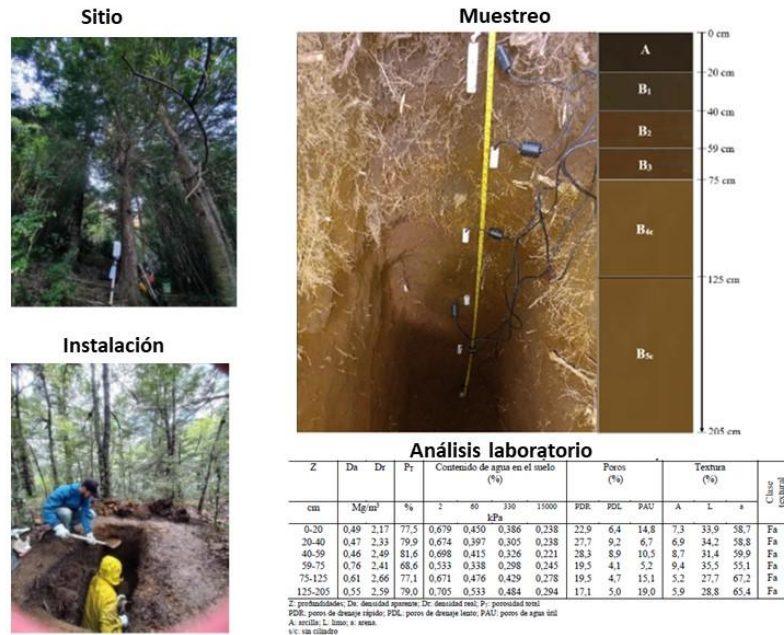 Sitio
Muestreo
0 cm
A
20 cm
B1
40 cm
B2
59 cm
B3
75 cm
B4c
125 cm
B5c
205 cm
Instalación
Análisis laboratorio
Z Da Dr PT Contenido de agua en el suelo (%) Poros (%) Textura (%) Clase textural
cm Mg/m³ % 2 60 330 15000 PDR PDL PAU A L a
kPa
0-20 0,49 2,17 77,5 0,679 0,450 0,386 0,238 22,9 6,4 14,8 7,3 33,9 58,7 Fa
20-40 0,47 2,33 79,9 0,674 0,397 0,305 0,238 27,7 9,2 6,7 6,9 34,2 58,8 Fa
40-59 0,46 2,49 81,6 0,698 0,415 0,326 0,221 28,3 8,9 10,5 8,7 31,4 59,9 Fa
59-75 0,76 2,41 68,6 0,533 0,338 0,298 0,245 19,5 4,1 5,2 9,4 35,5 55,1 Fa
75-125 0,61 2,66 77,1 0,671 0,476 0,429 0,278 19,5 4,7 15,1 5,2 27,7 67,2 Fa
125-205 0,55 2,59 79,0 0,705 0,533 0,484 0,294 17,1 5,0 19,0 5,9 28,8 65,4 Fa
Z: profundidades; Da: densidad aparente; Dr: densidad real; PT: porosidad total
PDR: poros de drenaje rápido; PDL: poros de drenaje lento; PAU: poros de agua útil
A: arcilla; L: limo; a: arena.
s/c: sin cilindro